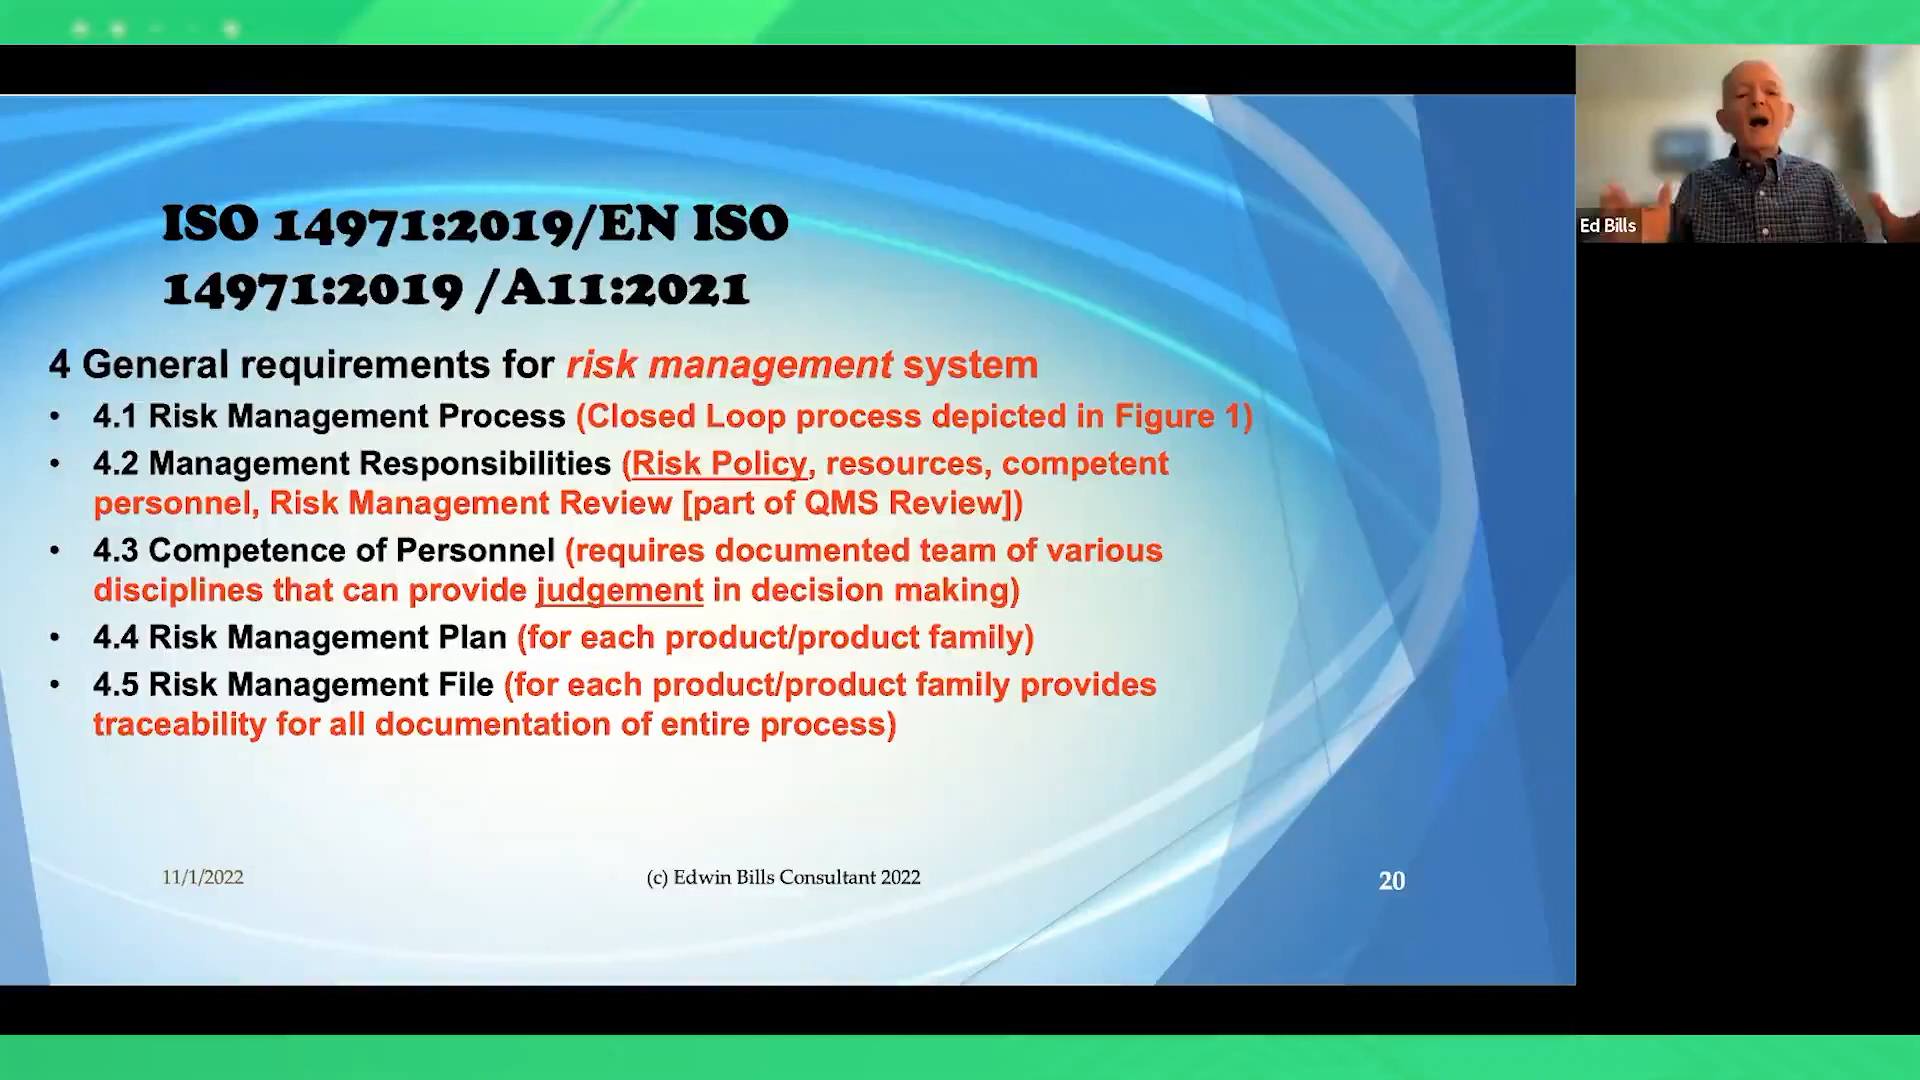 ISO 14971:2019/EN ISO
14971:2019 /A11:2021
4 General requirements for risk management system
• 4.1 Risk Management Process (Closed Loop process depicted in Figure 1)
• 4.2 Management Responsibilities (Risk Policy, resources, competent
personnel, Risk Management Review [part of QMS Review])
• 4.3 Competence of Personnel (requires documented team of various
disciplines that can provide judgement in decision making)
• 4.4 Risk Management Plan (for each product/product family)
• 4.5 Risk Management File (for each product/product family provides
traceability for all documentation of entire process)
11/1/2022
(c) Edwin Bills Consultant 2022
20
Ed Bills